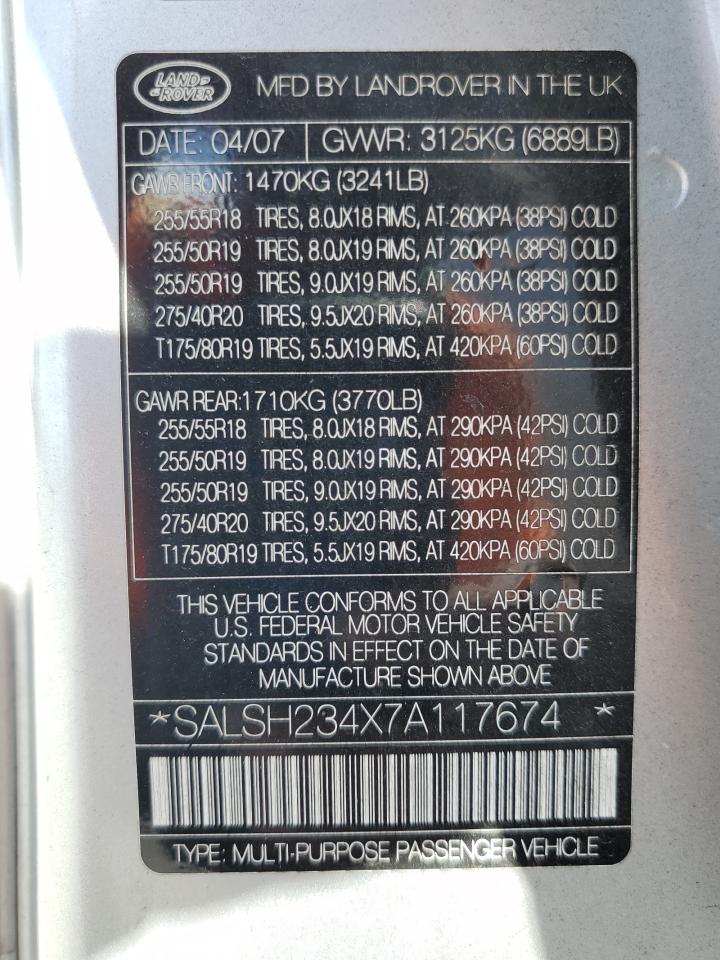 LAND-
-ROVER
MFD BY LANDROVER IN THE UK
DATE: 04/07 GVWR: 3125KG (6889LB)
GAWR FRONT: 1470KG (3241LB)
255/55R18 TIRES, 8.0JX18 RIMS, AT 260KPA (38PSI) COLD
255/50R19 TIRES, 8.0JX19 RIMS, AT 260KPA (38PSI) COLD
255/50R19 TIRES, 9.0JX19 RIMS, AT 260KPA (38PSI) COLD
275/40R20 TIRES, 9.5JX20 RIMS, AT 260KPA (38PSI) COLD
T175/80R19 TIRES, 5.5JX19 RIMS, AT 420KPA (60PSI) COLD
GAWR REAR:1710KG (3770LB)
255/55R18 TIRES, 8.0JX18 RIMS, AT 290KPA (42PSI) COLD
255/50R19 TIRES, 8.0JX19 RIMS, AT 290KPA (42PSI) COLD
255/50R19 TIRES, 9.0JX19 RIMS, AT 290KPA (42PSI) COLD
275/40R20 TIRES, 9.5JX20 RIMS, AT 290KPA (42PSI) COLD
T175/80R19 TIRES, 5.5JX19 RIMS, AT 420KPA (60PSI) COLD
THIS VEHICLE CONFORMS TO ALL APPLICABLE
U.S. FEDERAL MOTOR VEHICLE SAFETY
STANDARDS IN EFFECT ON THE DATE OF
MANUFACTURE SHOWN ABOVE
*SALSH234X7A117674 *
TYPE: MULTI-PURPOSE PASSENGER VEHICLE